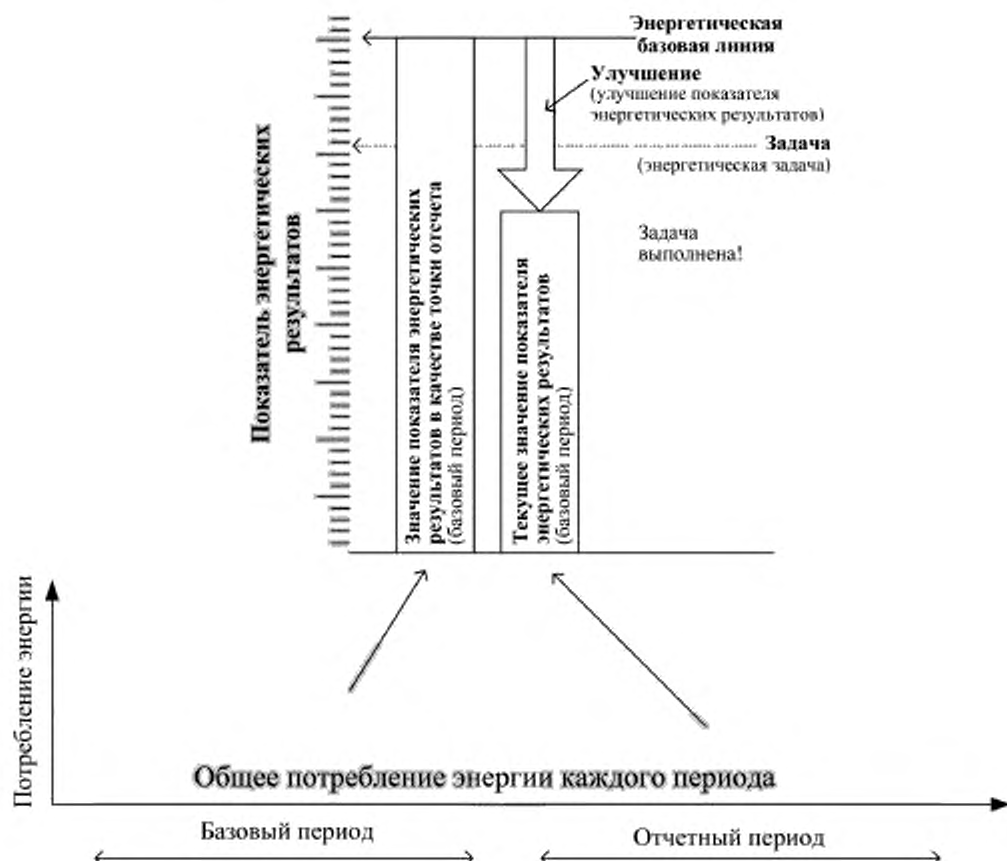 Энергетическая
базовая линия
Улучшение
(улучшение показателя
энергетических результатов)
Задача
(энергетическая задача)
Задача
выполнена!
Показатель энергетических
результатов
Значение показателя энергетических
результатов в качестве точки отсчета
(базовый период)
Текущее значение показателя
энергетических результатов
(базовый период)
Потребление энергии
Общее потребление энергии каждого периода
Базовый период
Отчетный период